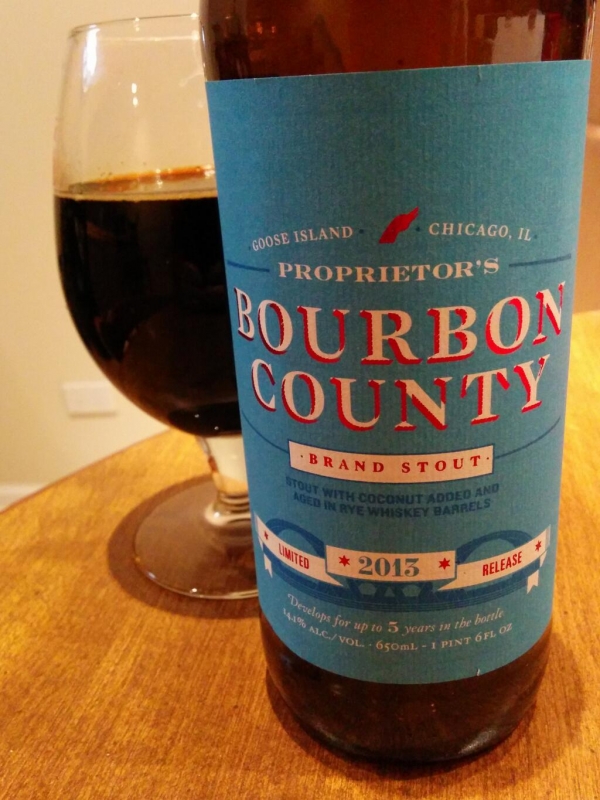 GOOSE ISLAND CHICAGO, IL
PROPRIETOR'S
BOURBON
COUNTY
·BRAND STOUT·
STOUT WITH COCONUT ADDED AND
AGED IN RYE WHISKEY BARRELS
LIMITED ★ 2013 ★ RELEASE
Develops for up to 5 years in the bottle
14.1% ALC./VOL. · 650mL - 1 PINT 6FL OZ